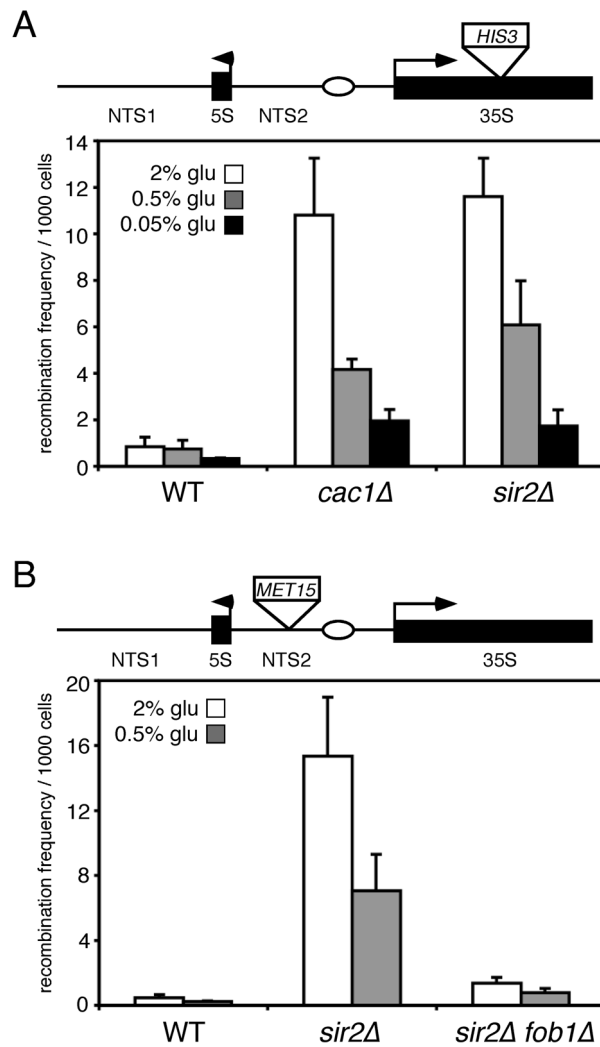 A
HIS3
NTS1 5S NTS2 35S
recombination frequency / 1000 cells
14
12
10
8
6
4
2
0
2% glu
0.5% glu
0.05% glu
WT cac1Δ sir2Δ
B
MET15
NTS1 5S NTS2 35S
recombination frequency / 1000 cells
20
16
12
8
4
0
2% glu
0.5% glu
WT sir2Δ sir2Δ fob1Δ